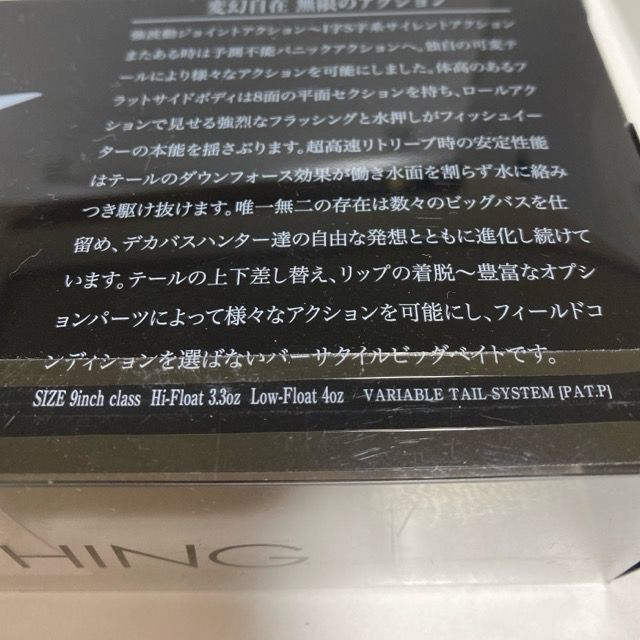 変幻自在 無限のアクション
強波動ジョイントアクション〜I字S字系サイレントアクション
またある時は予測不能パニックアクションへ。独自の可変テ
ールにより様々なアクションを可能にしました。体高のあるフ
ラットサイドボディは8面の平面セクションを持ち、ロールアク
ションで見せる強烈なフラッシングと水押しがフィッシュイー
ターの本能を揺さぶります。超高速リトリーブ時の安定性能
はテールのダウンフォース効果が働き水面を割らず水に絡み
つき駆け抜けます。唯一無二の存在は数々のビッグバスを仕
留め、デカバスハンター達の自由な発想とともに進化し続けて
います。テールの上下差し替え、リップの着脱〜豊富なオプシ
ョンパーツによって様々なアクションを可能にし、フィールドコ
ンディションを選ばないバーサタイルビッグベイトです。
SIZE 9inch class Hi-Float 3.3oz Low-Float 4oz VARIABLE TAIL SYSTEM [PAT.P]
HING